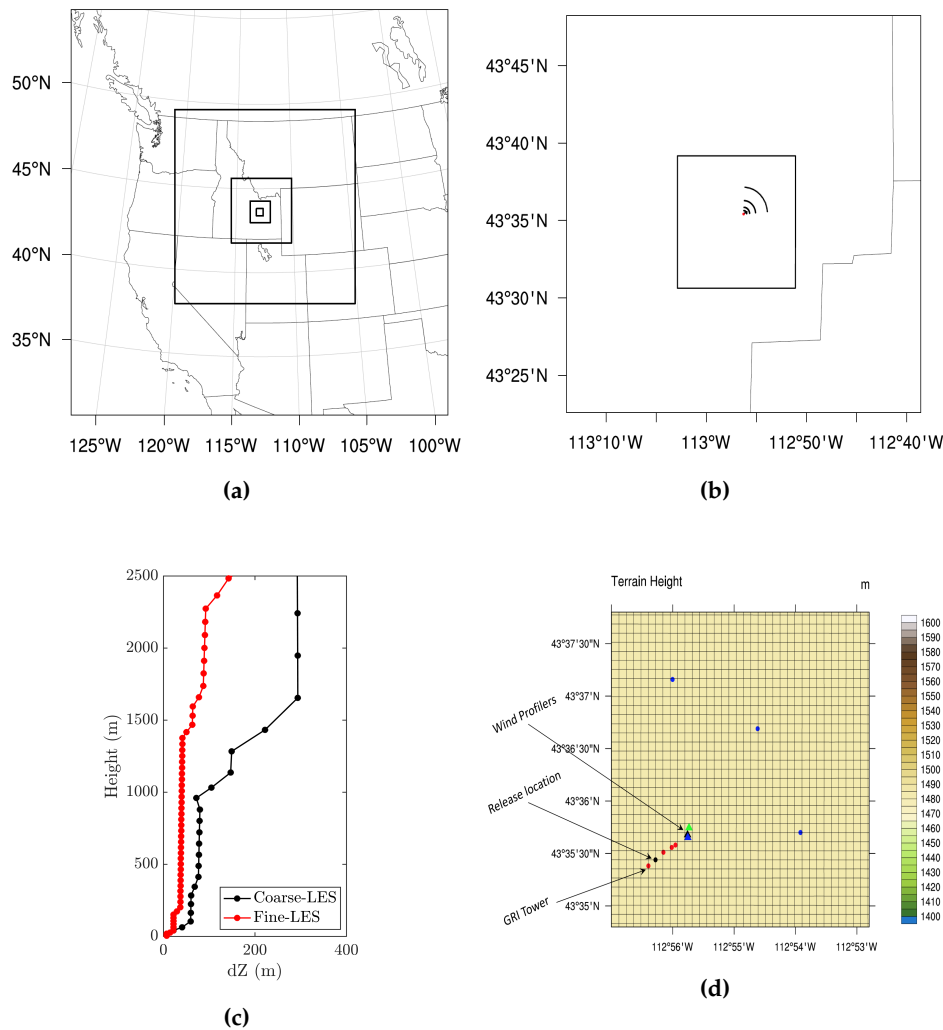 50°N
45°N
40°N
35°N
125°W 120°W 115°W 110°W 105°W 100°W
(a)
43°45'N
43°40'N
43°35'N
43°30'N
43°25'N
113°10'W 113°W 112°50'W 112°40'W
(b)
2500
2000
1500
1000
500
0
Height (m)
Coarse-LES
Fine-LES
0 200 400
dZ (m)
(c)
Terrain Height m
43°37'30"N
43°37'N
43°36'30"N
43°36'N
43°35'30"N
43°35'N
Wind Profilers
Release location
GRI Tower
112°56'W 112°55'W 112°54'W 112°53'W
1600
1590
1580
1570
1560
1550
1540
1530
1520
1510
1500
1490
1480
1470
1460
1450
1440
1430
1420
1410
1405
1400
(d)